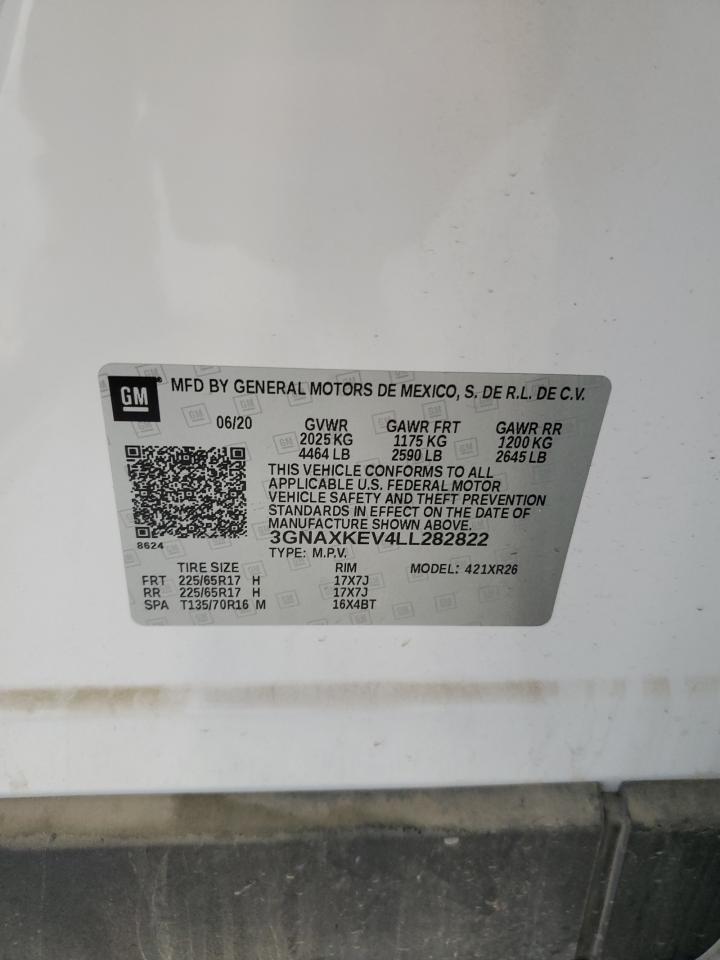 GM MFD BY GENERAL MOTORS DE MEXICO, S. DE R.L. DE C.V.
06/20 GVWR GAWR FRT GAWR RR
2025 KG 1175 KG 1200 KG
4464 LB 2590 LB 2645 LB
THIS VEHICLE CONFORMS TO ALL
APPLICABLE U.S. FEDERAL MOTOR
VEHICLE SAFETY AND THEFT PREVENTION
STANDARDS IN EFFECT ON THE DATE OF
MANUFACTURE SHOWN ABOVE.
8624 3GNAXKEV4LL282822
TYPE: M.P.V.
TIRE SIZE RIM MODEL: 421XR26
FRT 225/65R17 H 17X7J
RR 225/65R17 H 17X7J
SPA T135/70R16 M 16X4BT